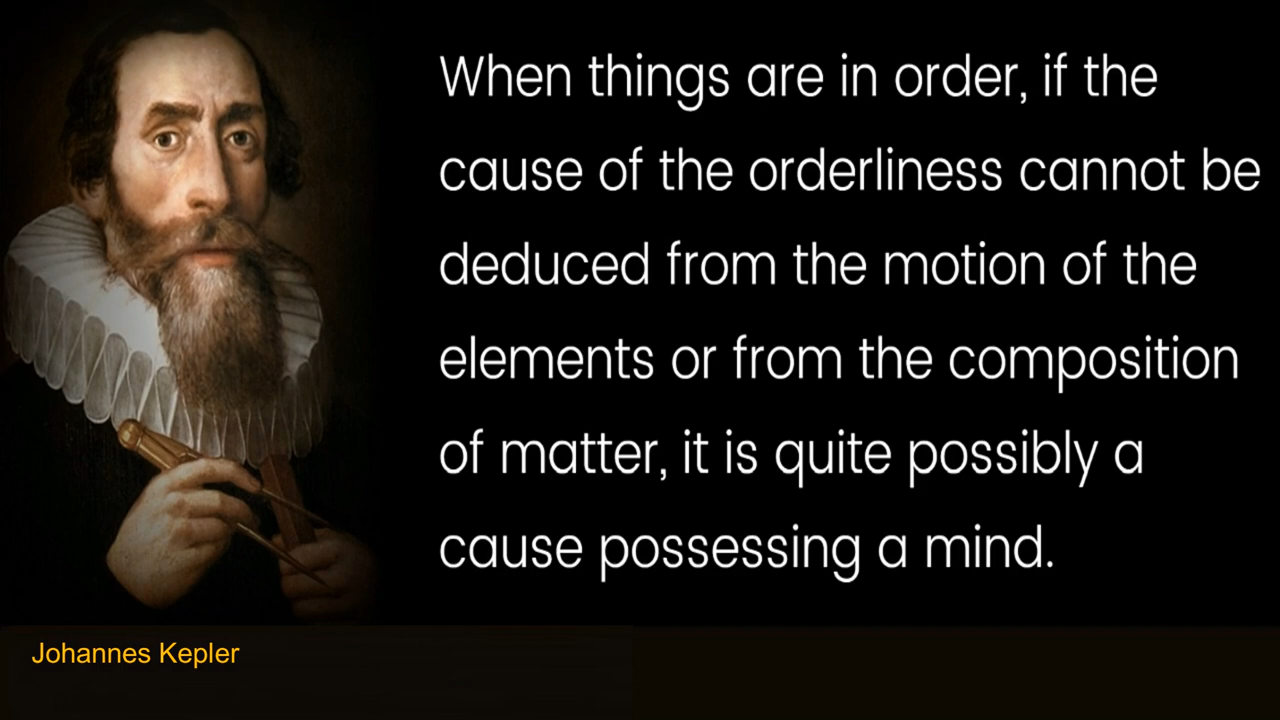 When things are in order, if the
cause of the orderliness cannot be
deduced from the motion of the
elements or from the composition
of matter, it is quite possibly a
cause possessing a mind.
Johannes Kepler